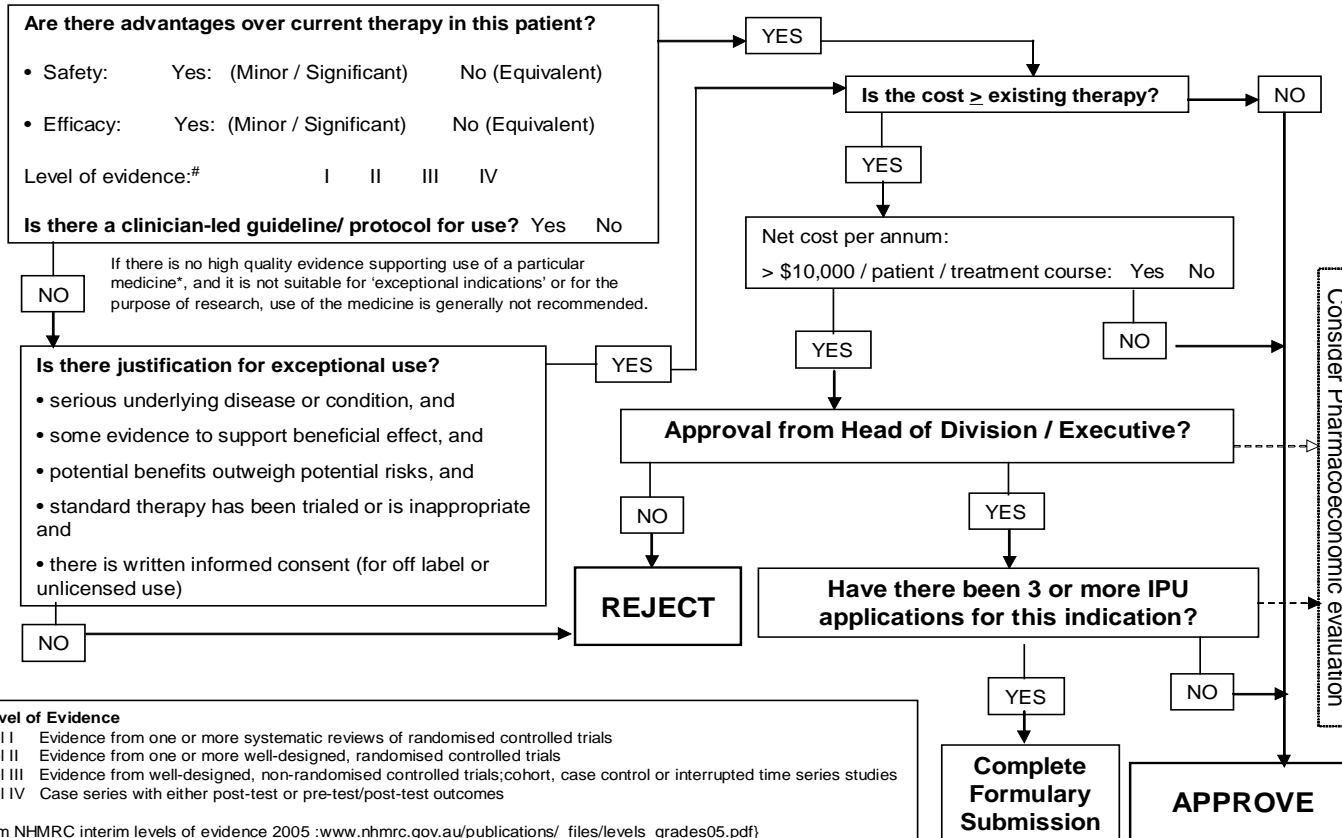 Are there advantages over current therapy in this patient?
• Safety: Yes: (Minor / Significant) No (Equivalent)
• Efficacy: Yes: (Minor / Significant) No (Equivalent)
Level of evidence:# I II III IV
Is there a clinician-led guideline/ protocol for use? Yes No
YES
Is the cost ≥ existing therapy?
NO
YES
Net cost per annum:
> $10,000 / patient / treatment course: Yes No
NO
If there is no high quality evidence supporting use of a particular
medicine*, and it is not suitable for 'exceptional indications' or for the
purpose of research, use of the medicine is generally not recommended.
NO
YES
Is there justification for exceptional use?
• serious underlying disease or condition, and
• some evidence to support beneficial effect, and
• potential benefits outweigh potential risks, and
• standard therapy has been trialed or is inappropriate
and
• there is written informed consent (for off label or
unlicensed use)
YES
NO
Approval from Head of Division / Executive?
NO
YES
REJECT
Have there been 3 or more IPU
applications for this indication?
YES
NO
Consider Pharmacoeconomic evaluation
Complete
Formulary
Submission
APPROVE
vel of Evidence
l I Evidence from one or more systematic reviews of randomised controlled trials
l II Evidence from one or more well-designed, randomised controlled trials
l III Evidence from well-designed, non-randomised controlled trials;cohort, case control or interrupted time series studies
l IV Case series with either post-test or pre-test/post-test outcomes
m NHMRC interim levels of evidence 2005 :www.nhmrc.gov.au/publications/_files/levels_grades05.pdf}